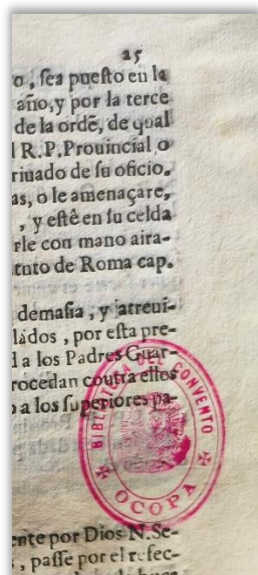 25
o, sea puesto en la
año, y por la terce
de la ordē, de qual
l R. P. Prouincial o
riuado de su oficio.
as, o le amenaçare,
, y estè en su celda
rle con mano aira-
tuto de Roma cap.
demasia, y atreui-
lados, por esta pre-
d a los Padres Guar-
rocedan contra ellos
o a los superiores pa-
BIBLIOTECA DEL CONVENTO
OCOPA
ente por Dios N. Se-
, passe por el refec-